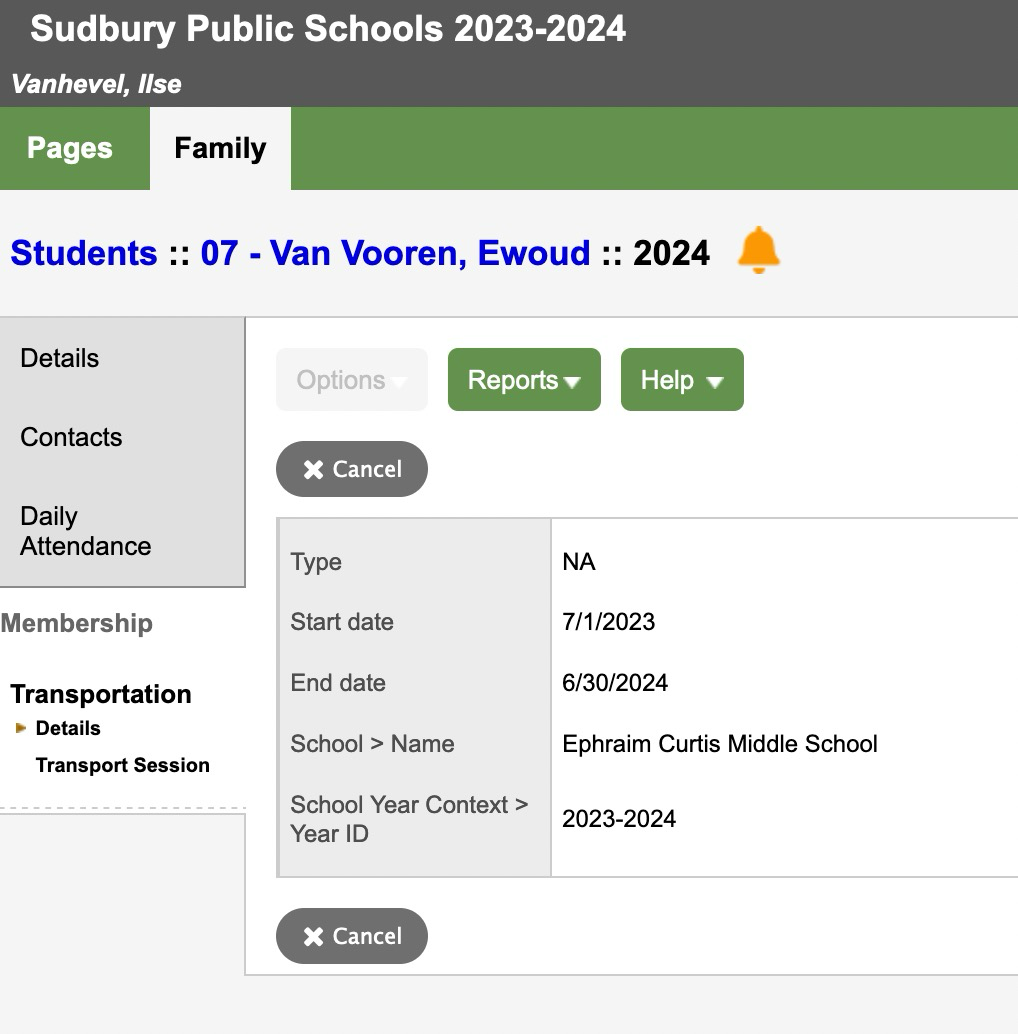 Sudbury Public Schools 2023-2024
Vanhevel, Ilse
Pages Family
Students :: 07 - Van Vooren, Ewoud :: 2024
Details
Contacts
Daily
Attendance
Membership
Transportation
Details
Transport Session
Options Reports Help
Cancel
Type NA
Start date 7/1/2023
End date 6/30/2024
School > Name Ephraim Curtis Middle School
School Year Context >
Year ID 2023-2024
Cancel